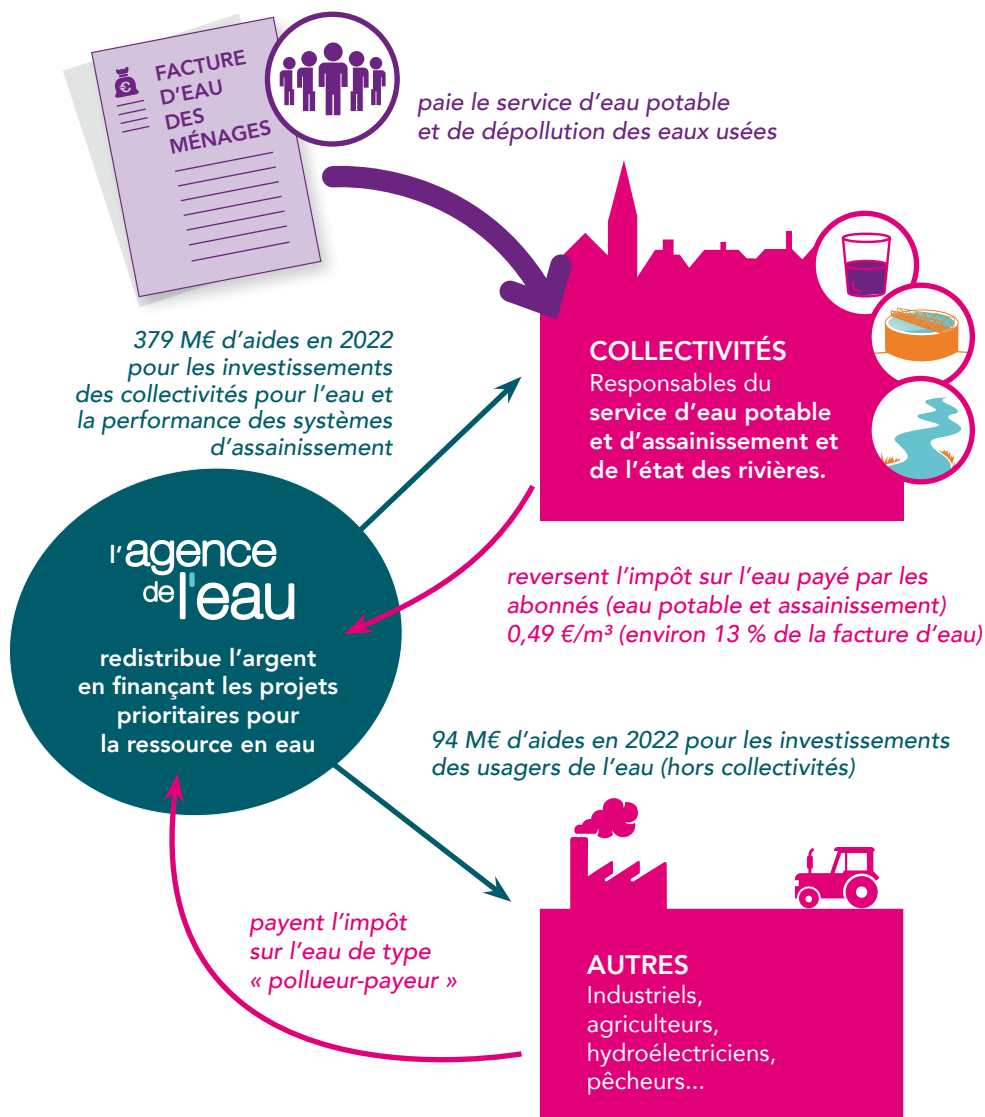 FACTURE
D'EAU
DES
MÉNAGES
€
paie le service d'eau potable
et de dépollution des eaux usées
379 M€ d'aides en 2022
pour les investissements
des collectivités pour l'eau et
la performance des systèmes
d'assainissement
COLLECTIVITÉS
Responsables du
service d'eau potable
et d'assainissement et
de l'état des rivières.
l'agence
de l'eau
redistribue l'argent
en finançant les projets
prioritaires pour
la ressource en eau
reversent l'impôt sur l'eau payé par les
abonnés (eau potable et assainissement)
0,49 €/m³ (environ 13 % de la facture d'eau)
94 M€ d'aides en 2022 pour les investissements
des usagers de l'eau (hors collectivités)
payent l'impôt
sur l'eau de type
« pollueur-payeur »
AUTRES
Industriels,
agriculteurs,
hydroélectriciens,
pêcheurs...